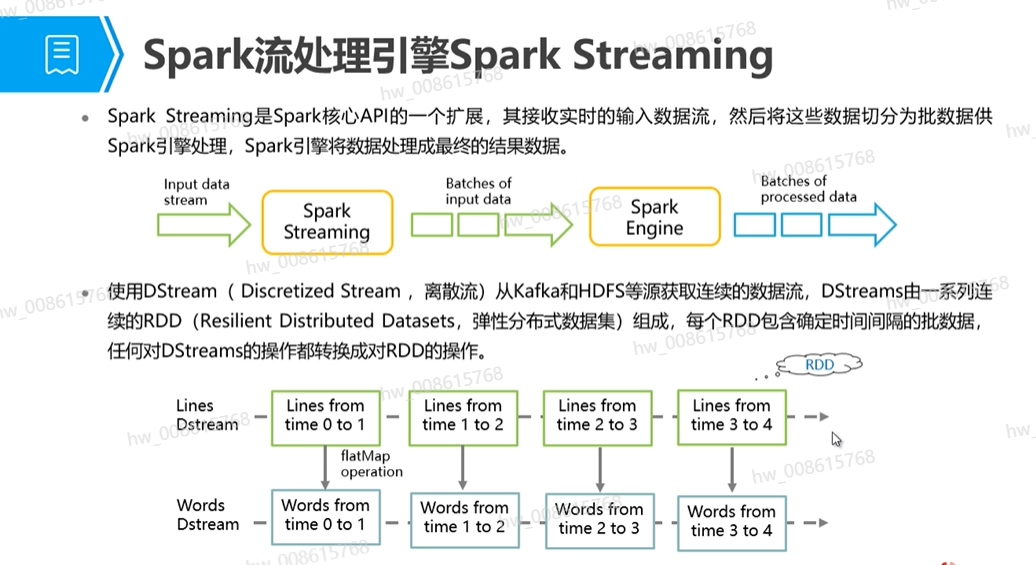 Spark流处理引擎Spark Streaming
Spark Streaming是Spark核心API的一个扩展，其接收实时的输入数据流，然后将这些数据切分为批数据供
Spark引擎处理，Spark引擎将数据处理成最终的结果数据。
Input data
stream
Spark
Streaming
Batches of
input data
Spark
Engine
Batches of
processed data
使用DStream（ Discretized Stream ，离散流）从Kafka和HDFS等源获取连续的数据流，DStreams由一系列连
续的RDD（Resilient Distributed Datasets，弹性分布式数据集）组成，每个RDD包含确定时间间隔的批数据，
任何对DStreams的操作都转换成对RDD的操作。
RDD
Lines
Dstream
Lines from
time 0 to 1
Lines from
time 1 to 2
Lines from
time 2 to 3
Lines from
time 3 to 4
flatMap
operation
Words
Dstream
Words from
time 0 to 1
Words from
time 1 to 2
Words from
time 2 to 3
Words from
time 3 to 4
hw_008615768
hw_008615768
hw_008615768
hw_008615768
hw_008615768
hw_008615768
hw_008615768
hw_008615768
hw_008615768
hw_008615768
hw_008615768
hw_008615768
hw_008615768
hw_008615768